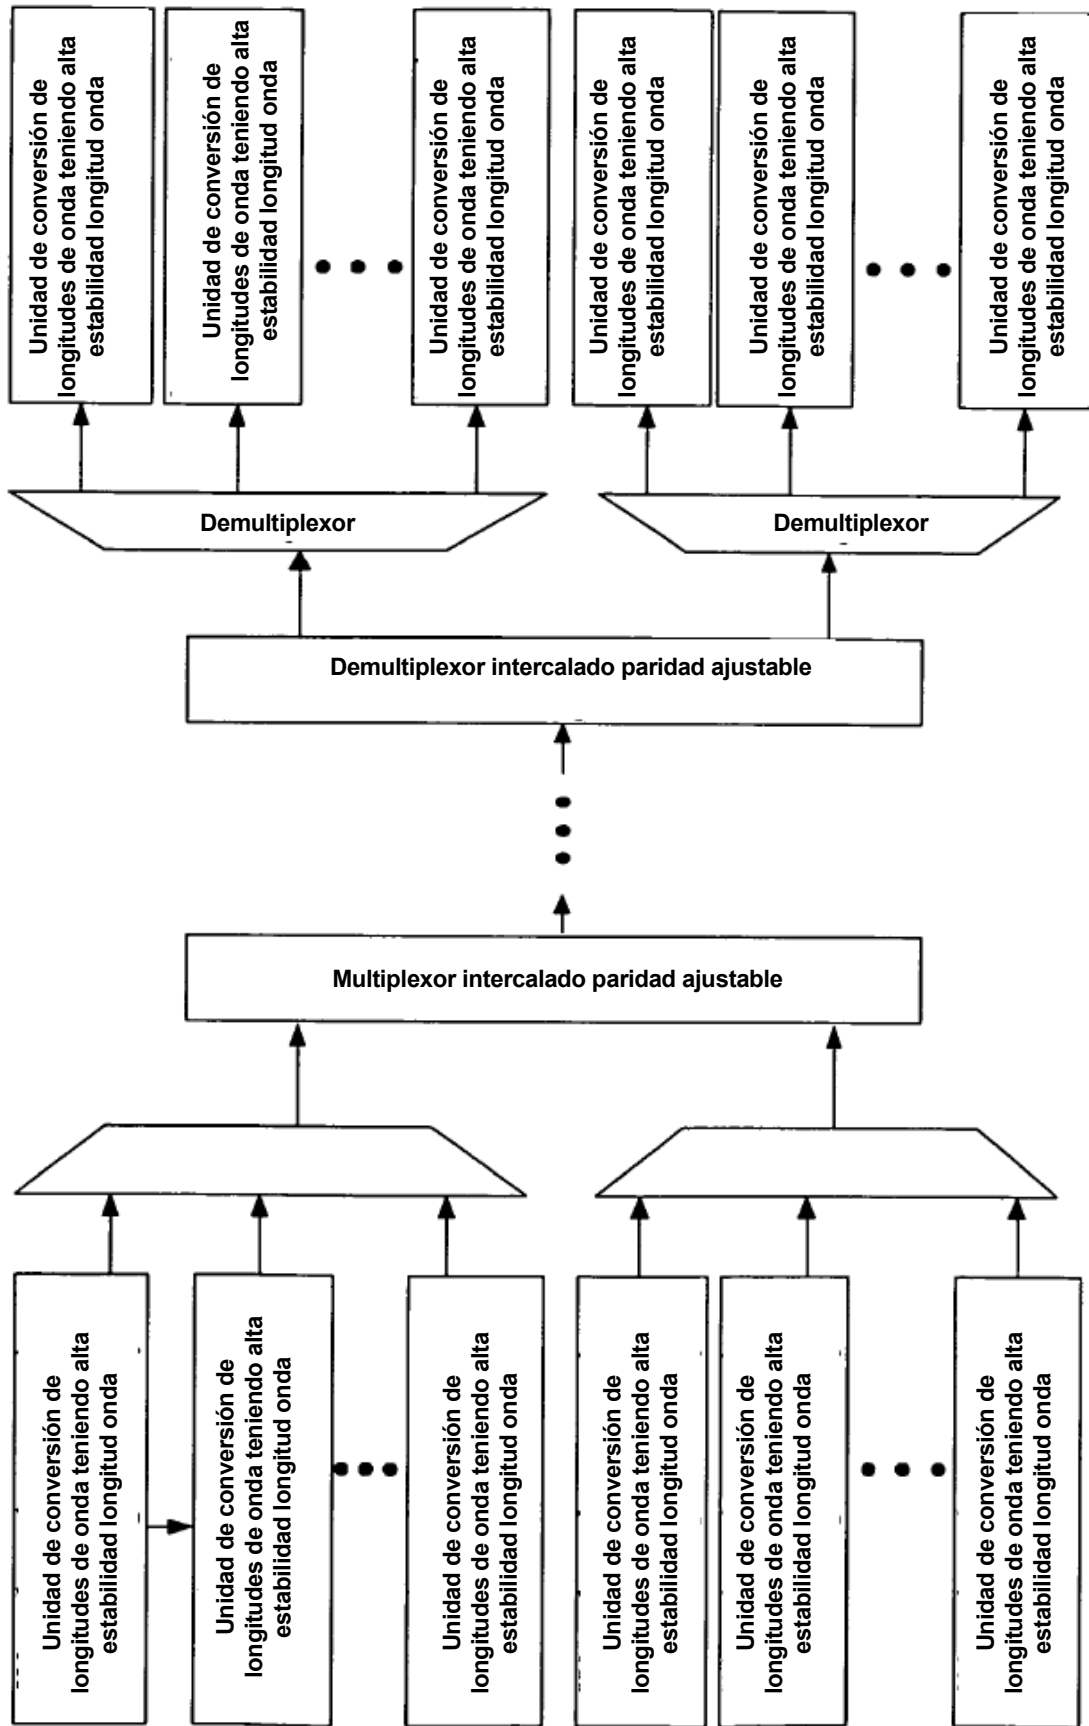 Unidad de conversión de
longitudes de onda teniendo alta
estabilidad longitud onda
Unidad de conversión de
longitudes de onda teniendo alta
estabilidad longitud onda
Unidad de conversión de
longitudes de onda teniendo alta
estabilidad longitud onda
Unidad de conversión de
longitudes de onda teniendo alta
estabilidad longitud onda
Unidad de conversión de
longitudes de onda teniendo alta
estabilidad longitud onda
Unidad de conversión de
longitudes de onda teniendo alta
estabilidad longitud onda
Demultiplexor
Demultiplexor
Demultiplexor intercalado paridad ajustable
Multiplexor intercalado paridad ajustable
Unidad de conversión de
longitudes de onda teniendo alta
estabilidad longitud onda
Unidad de conversión de
longitudes de onda teniendo alta
estabilidad longitud onda
Unidad de conversión de
longitudes de onda teniendo alta
estabilidad longitud onda
Unidad de conversión de
longitudes de onda teniendo alta
estabilidad longitud onda
Unidad de conversión de
longitudes de onda teniendo alta
estabilidad longitud onda
Unidad de conversión de
longitudes de onda teniendo alta
estabilidad longitud onda